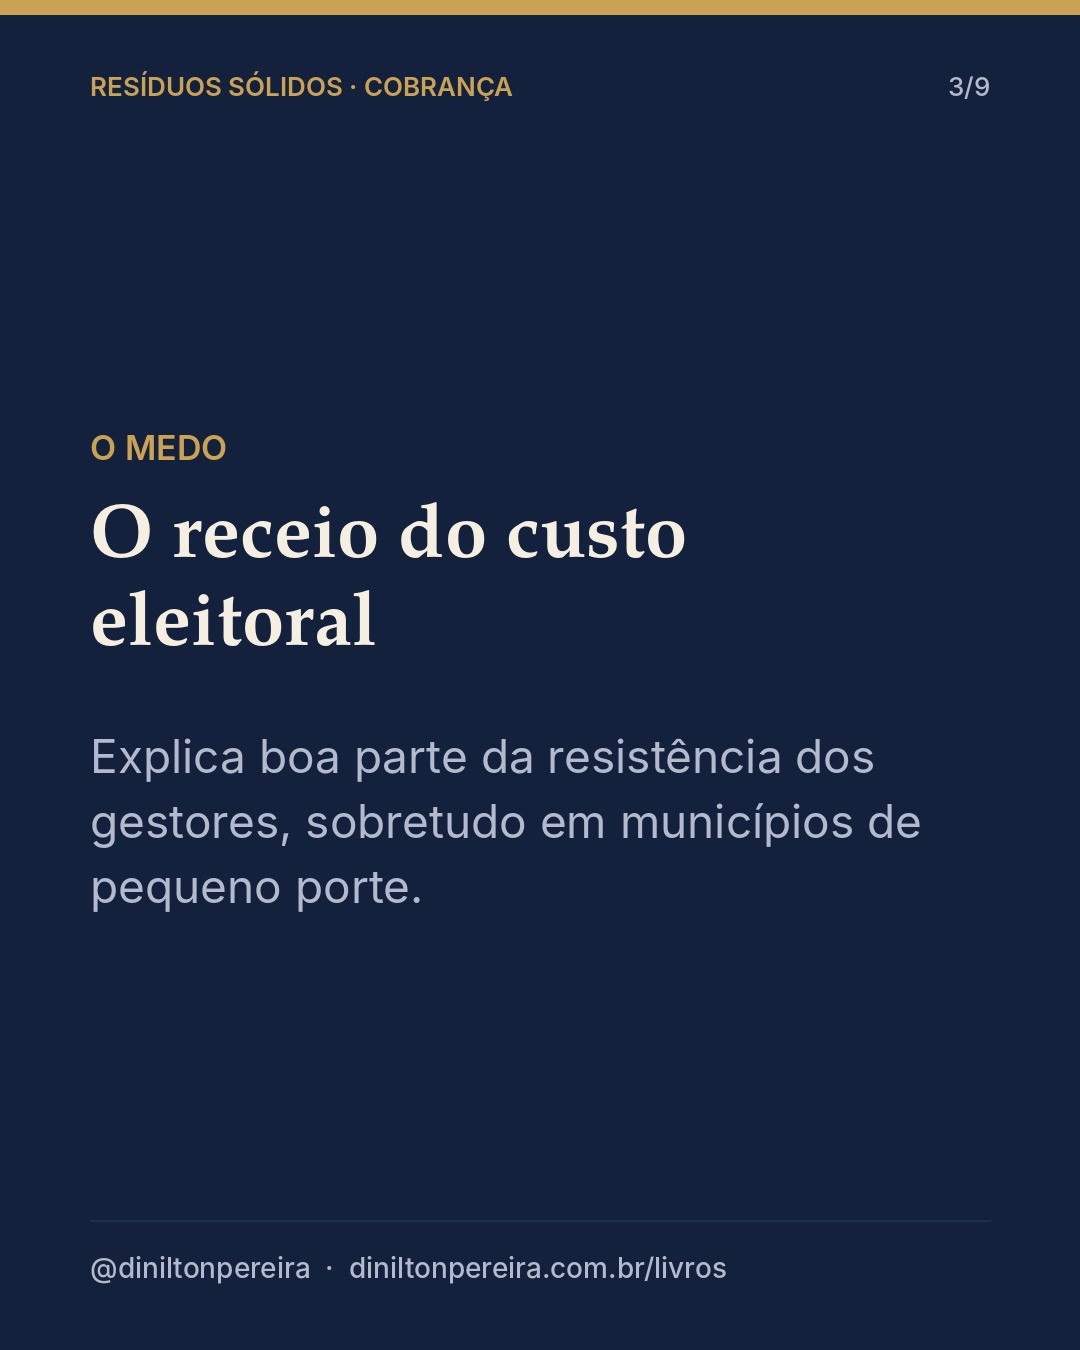 RESÍDUOS SÓLIDOS · COBRANÇA
3/9
O MEDO
O receio do custo
eleitoral
Explica boa parte da resistência dos
gestores, sobretudo em municípios de
pequeno porte.
@diniltonpereira · diniltonpereira.com.br/livros